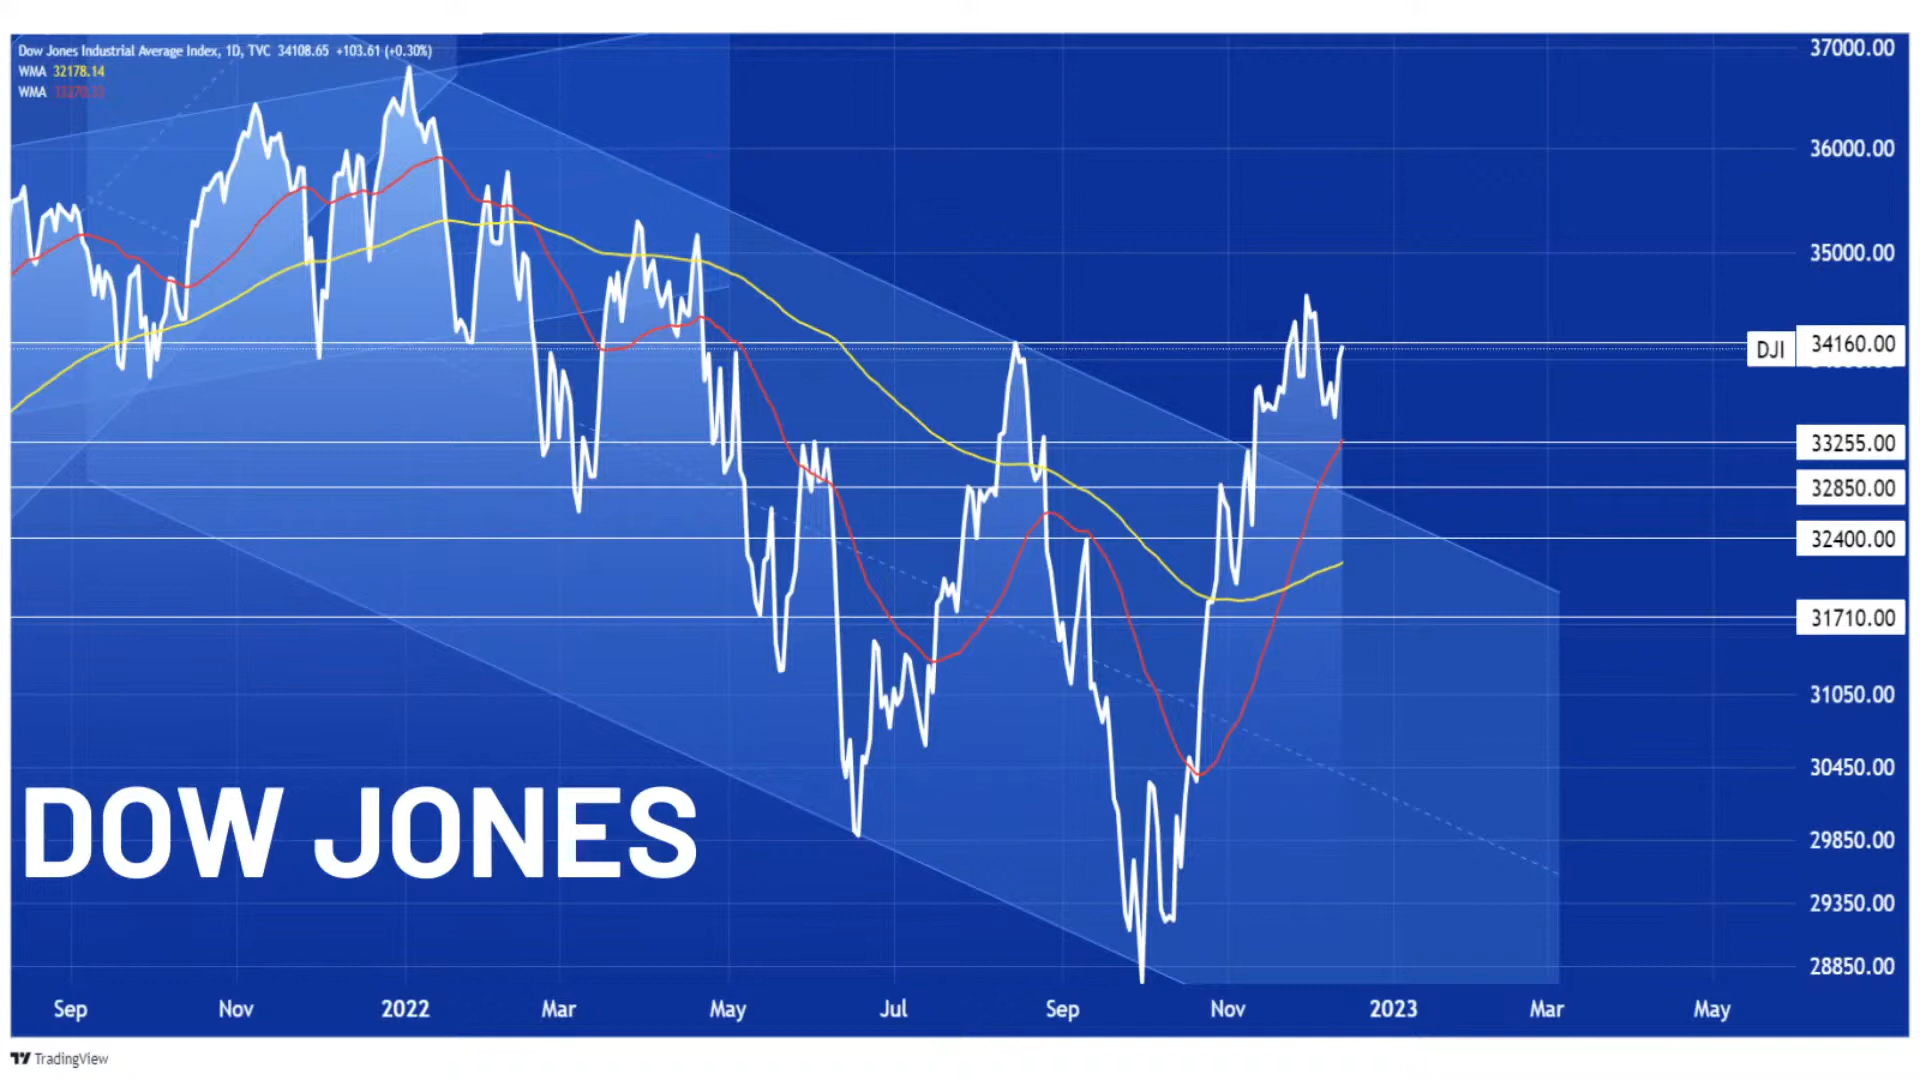 Dow Jones Industrial Average Index, 1D, TVC 34108.65 +103.61 (+0.30%)
WMA 32178.14
WMA 33270.33
37000.00
36000.00
35000.00
DJI 34160.00
33255.00
32850.00
32400.00
31710.00
31050.00
30450.00
29850.00
29350.00
28850.00
DOW JONES
Sep Nov 2022 Mar May Jul Sep Nov 2023 Mar May
TradingView